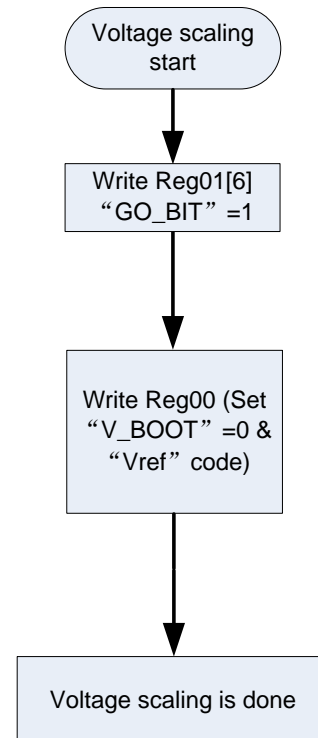 Voltage scaling
start
Write Reg01[6]
“GO_BIT” =1
Write Reg00 (Set
“V_BOOT” =0 &
“Vref” code)
Voltage scaling is done